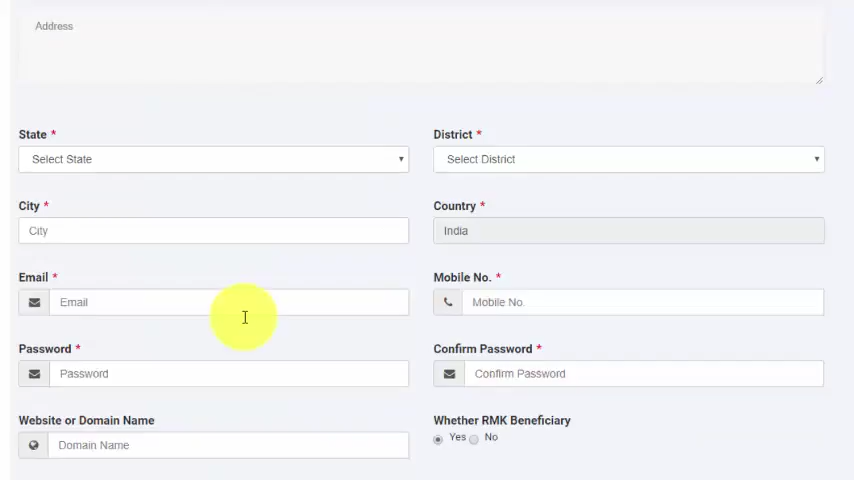 Address
State *
District *
Select State
Select District
City *
Country *
City
India
Email *
Mobile No. *
Email
Mobile No.
Password *
Confirm Password *
Password
Confirm Password
Website or Domain Name
Whether RMK Beneficiary
Domain Name
Yes No